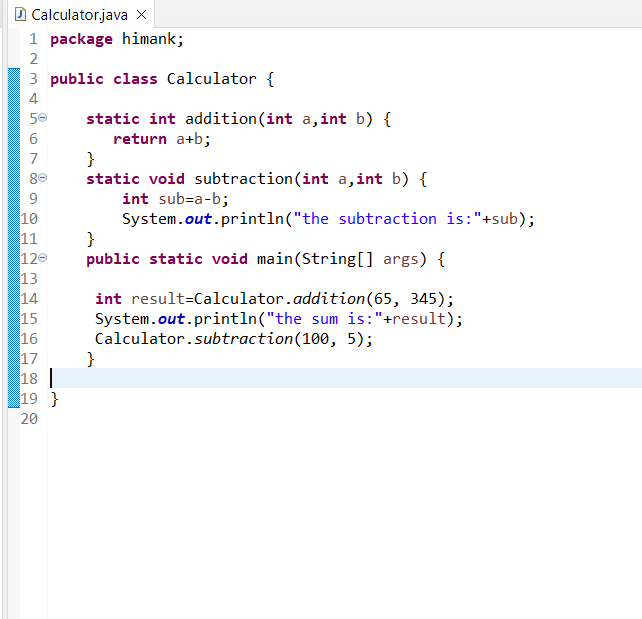 Calculator.java
1 package himank;
2
3 public class Calculator {
4
5 static int addition(int a,int b) {
6 return a+b;
7 }
8 static void subtraction(int a,int b) {
9 int sub=a-b;
10 System.out.println("the subtraction is:"+sub);
11 }
12 public static void main(String[] args) {
13
14 int result=Calculator.addition(65, 345);
15 System.out.println("the sum is:"+result);
16 Calculator.subtraction(100, 5);
17 }
18
19 }
20